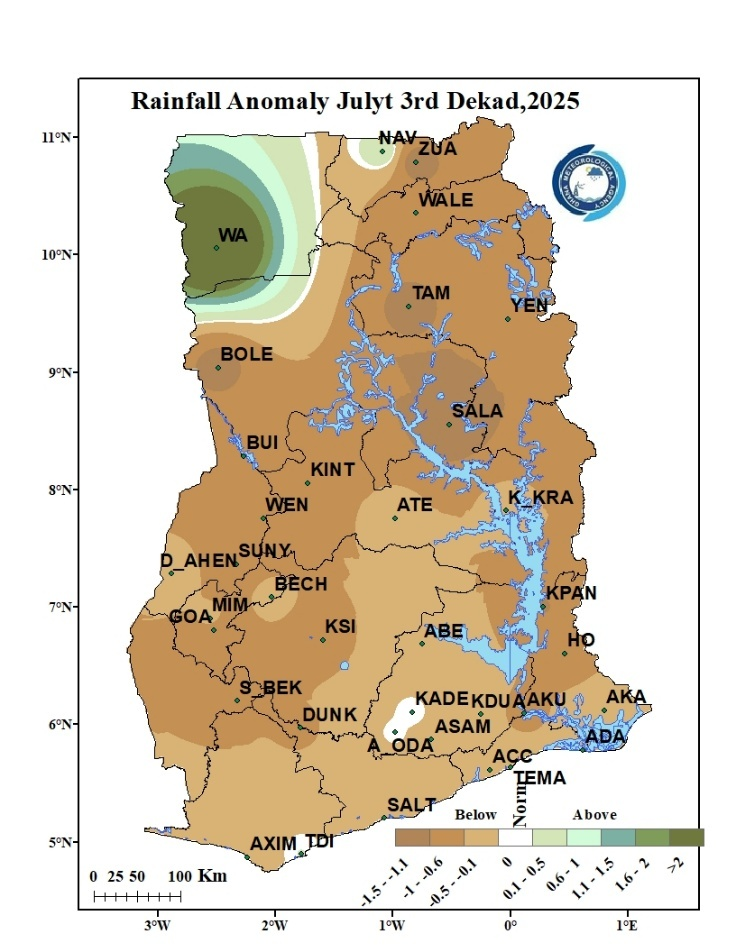 Rainfall Anomaly Julyt 3rd Dekad,2025
11°N
NAV
ZUA
GHANA METEOROLOGICAL AGENCY
WALE
WA
10°N
TAM
YEN
BOLE
9°N
SALA
BUI
KINT
8°N
WEN
ATE
K_KRA
D_AHEN
SUNY
BECH
KPAN
7°N
GOA
MIM
KSI
ABE
HO
S_BEK
KADE
KDUA
AKU
AKA
6°N
DUNK
ASAM
A_ODA
ADA
ACC
TEMA
SALT
Norm
Below
Above
5°N
AXIM
TDI
-1.5 - -1.1
-1 - -0.6
-0.5 - -0.1
0
0.1 - 0.5
0.6 - 1
1.1 - 1.5
1.6 - 2
>2
0 25 50 100 Km
3°W
2°W
1°W
0°
1°E